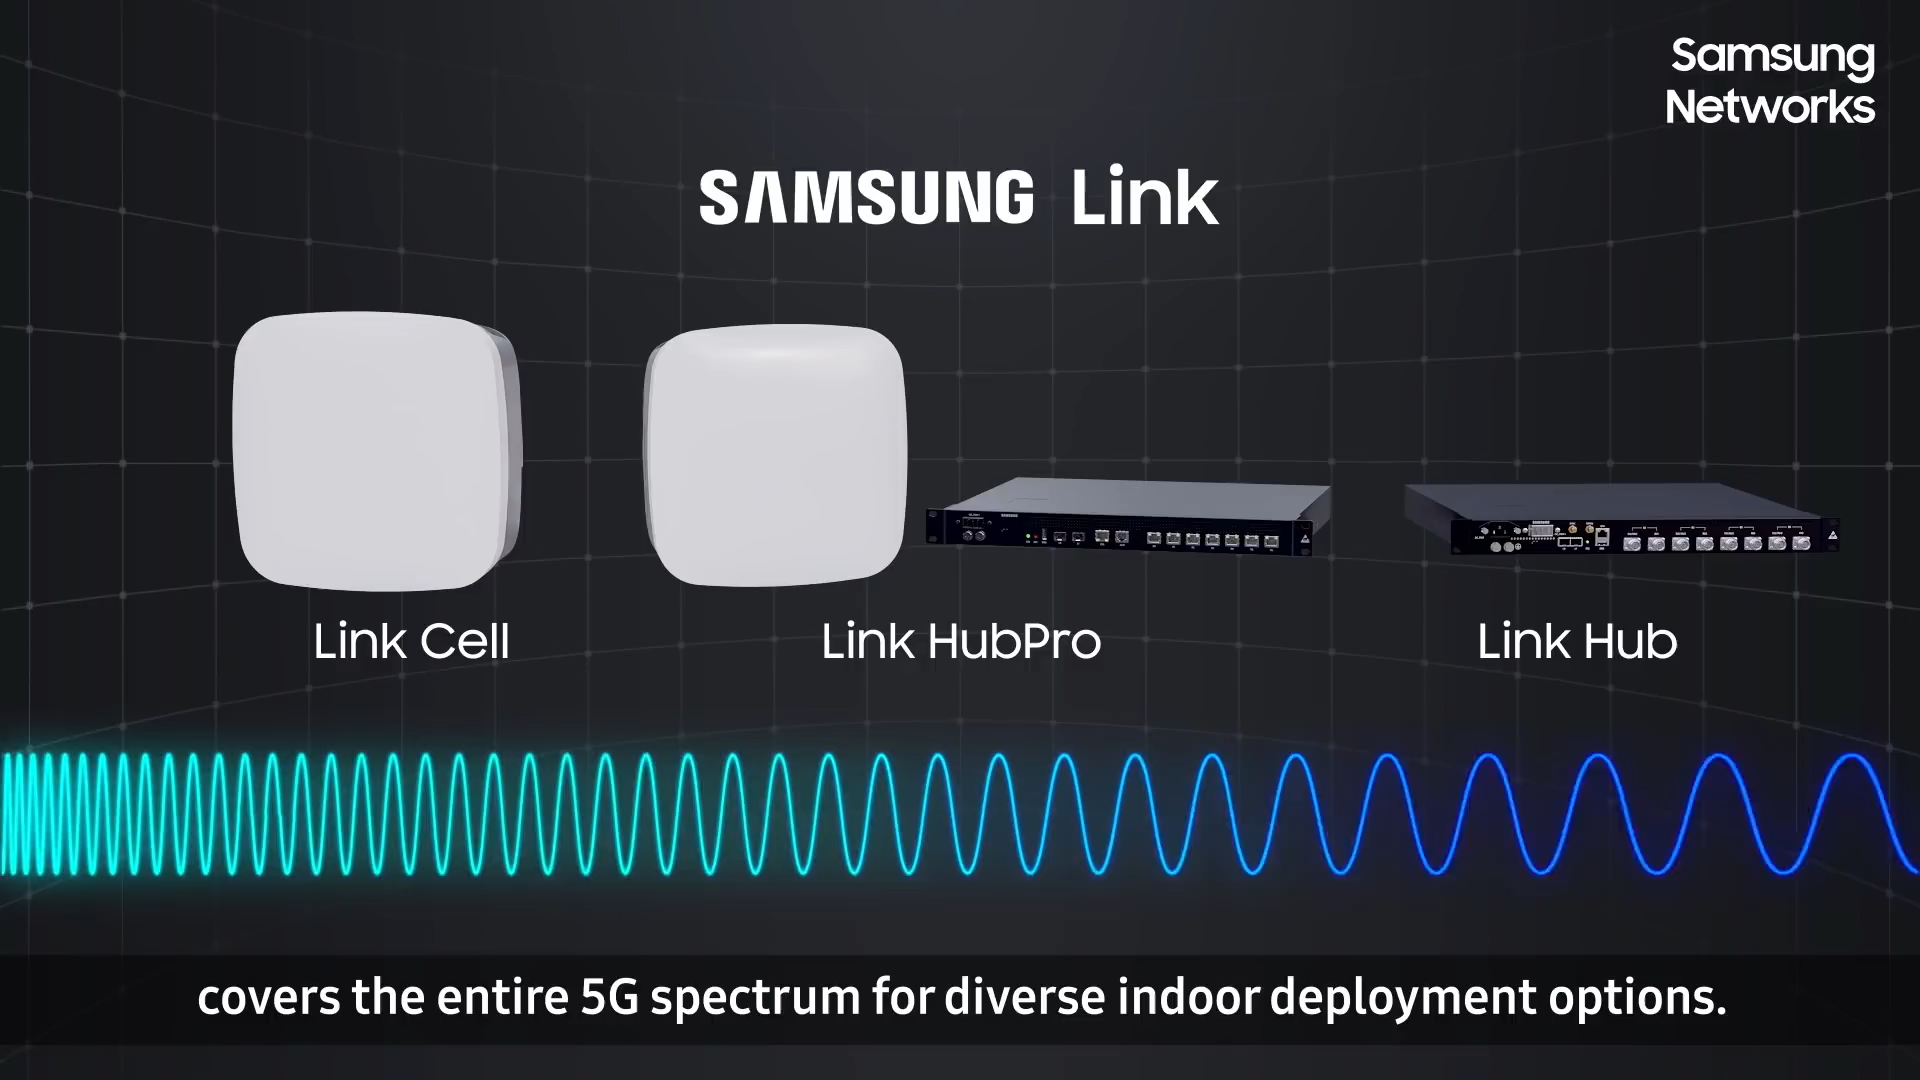 Samsung
Networks
SAMSUNG Link
Link Cell
Link HubPro
Link Hub
covers the entire 5G spectrum for diverse indoor deployment options.